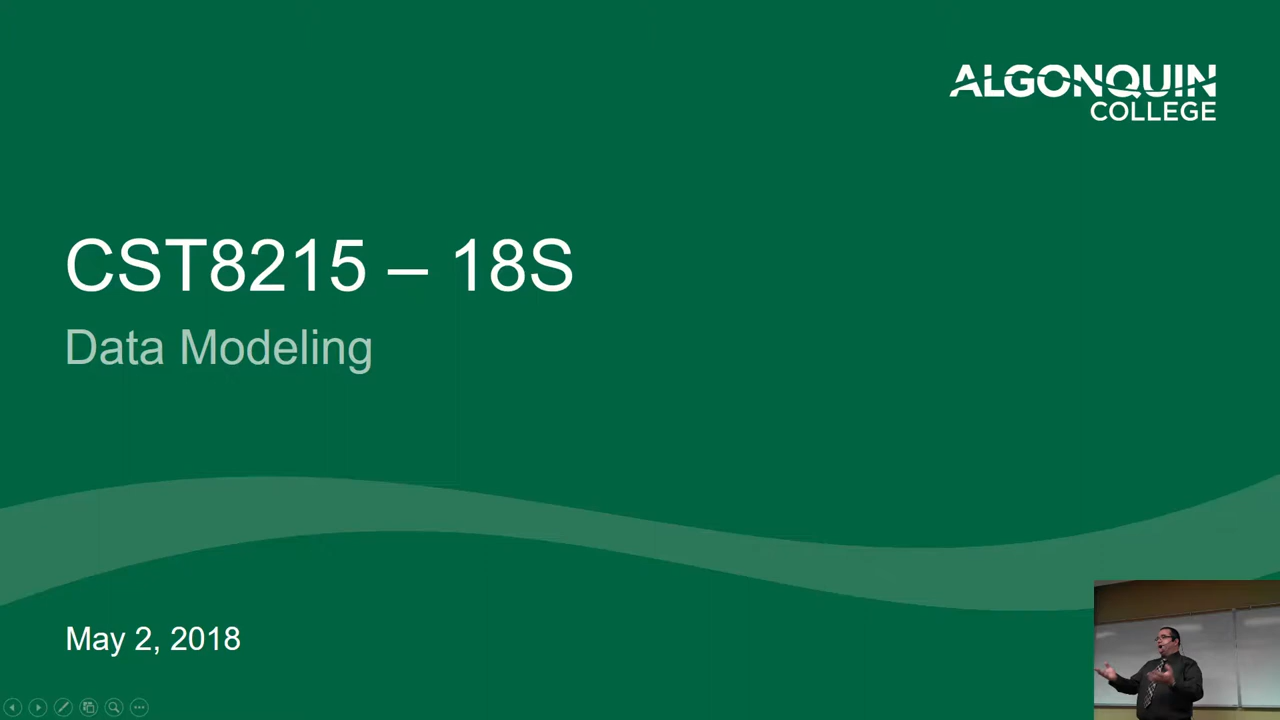 ALGONQUIN
COLLEGE
CST8215 – 18S
Data Modeling
May 2, 2018